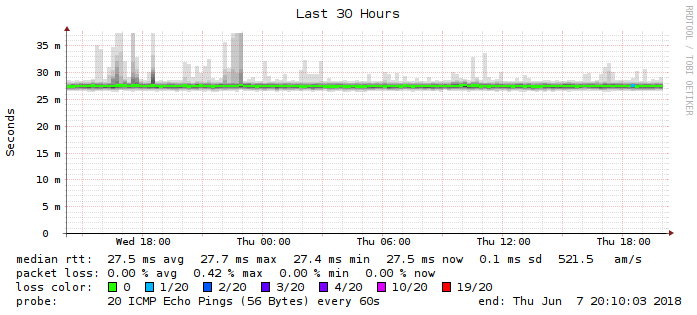 Last 30 Hours
RRDTOOL / TOBI OETIKER
Seconds
35 m
30 m
25 m
20 m
15 m
10 m
5 m
0
Wed 18:00 Thu 00:00 Thu 06:00 Thu 12:00 Thu 18:00
median rtt: 27.5 ms avg 27.7 ms max 27.4 ms min 27.5 ms now 0.1 ms sd 521.5 am/s
packet loss: 0.00 % avg 0.42 % max 0.00 % min 0.00 % now
loss color: 0 1/20 2/20 3/20 4/20 10/20 19/20
probe: 20 ICMP Echo Pings (56 Bytes) every 60s end: Thu Jun 7 20:10:03 2018